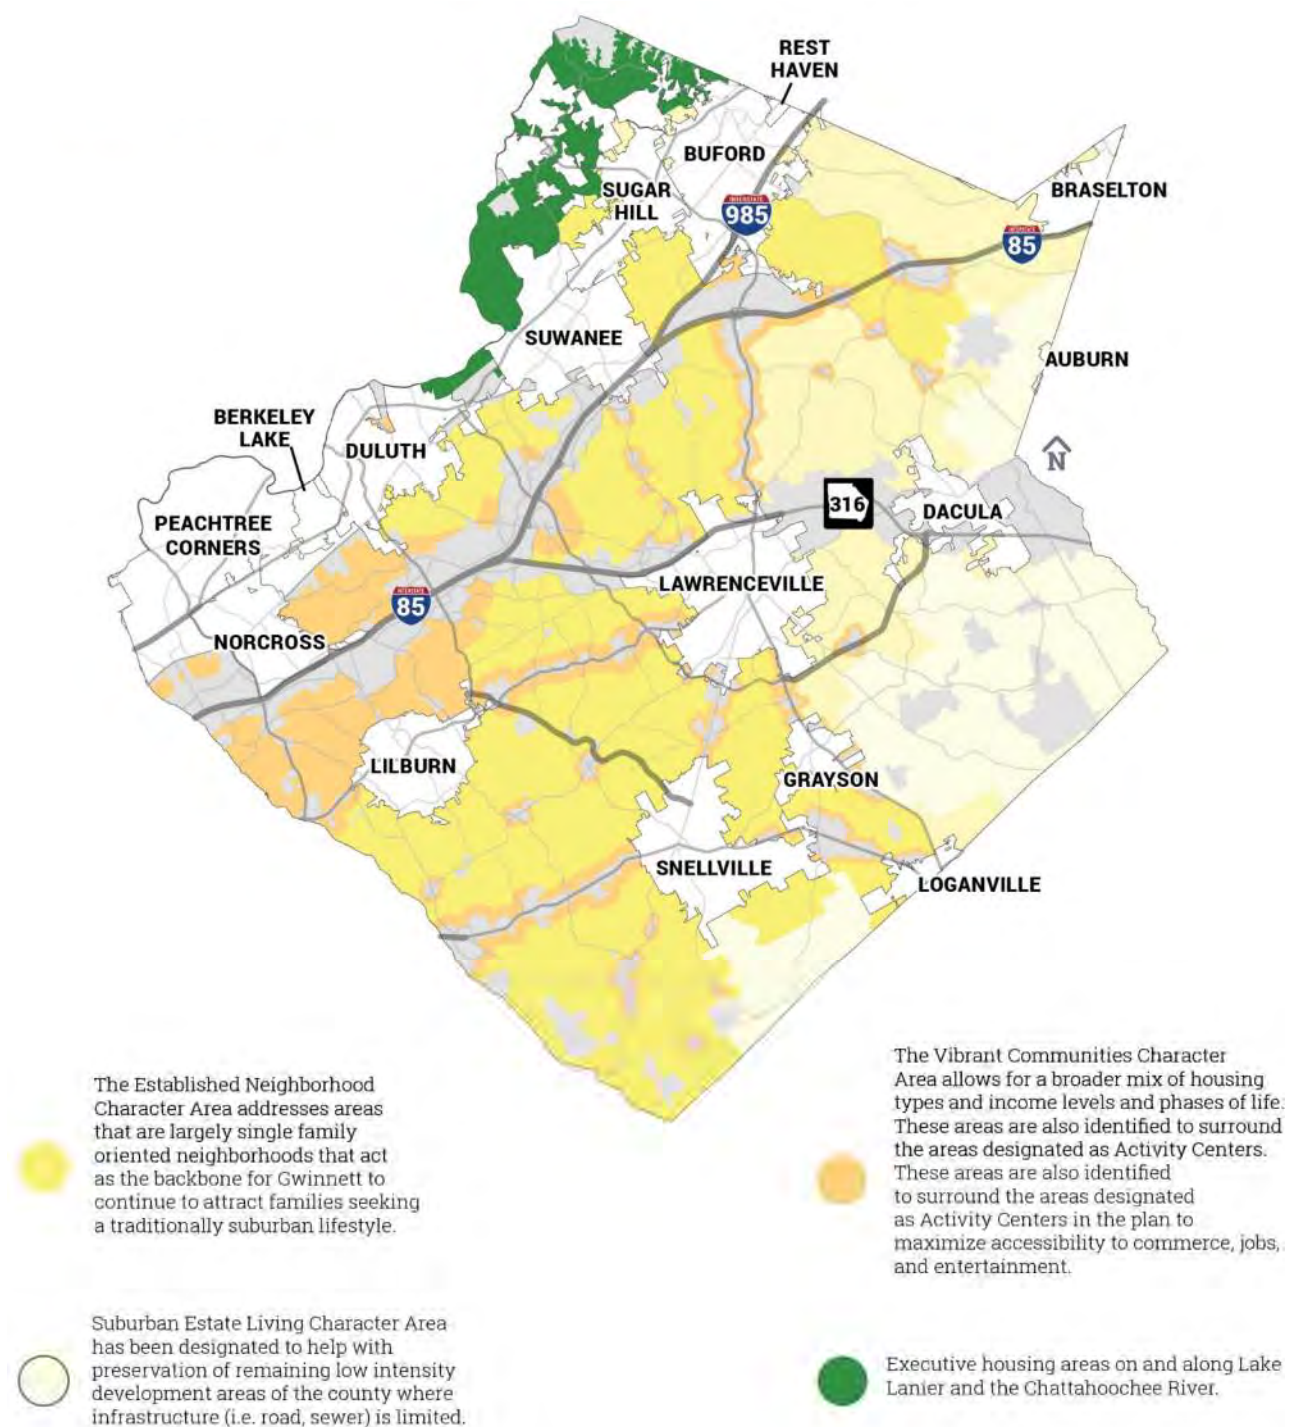 REST
HAVEN
BUFORD
BRASELTON
SUGAR
HILL
INTERSTATE
985
INTERSTATE
85
SUWANEE
AUBURN
BERKELEY
LAKE
DULUTH
N
316
DACULA
PEACHTREE
CORNERS
LAWRENCEVILLE
INTERSTATE
85
NORCROSS
LILBURN
GRAYSON
SNELLVILLE
LOGANVILLE
The Established Neighborhood
Character Area addresses areas
that are largely single family
oriented neighborhoods that act
as the backbone for Gwinnett to
continue to attract families seeking
a traditionally suburban lifestyle.
The Vibrant Communities Character
Area allows for a broader mix of housing
types and income levels and phases of life.
These areas are also identified to surround
the areas designated as Activity Centers.
These areas are also identified
to surround the areas designated
as Activity Centers in the plan to
maximize accessibility to commerce, jobs,
and entertainment.
Suburban Estate Living Character Area
has been designated to help with
preservation of remaining low intensity
development areas of the county where
infrastructure (i.e. road, sewer) is limited.
Executive housing areas on and along Lake
Lanier and the Chattahoochee River.